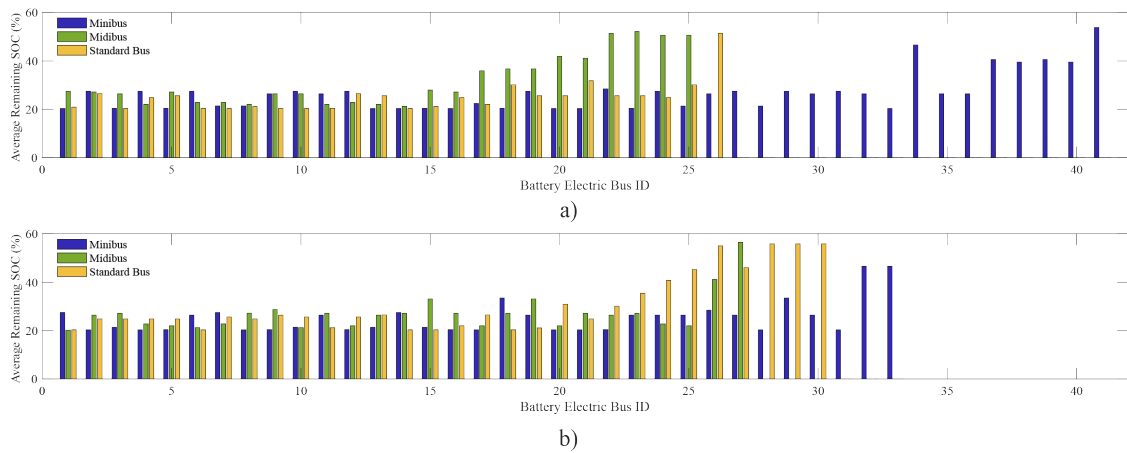 60
40
20
0
Average Remaining SOC (%)
Minibus
Midibus
Standard Bus
0 5 10 15 20 25 30 35 40
Battery Electric Bus ID
a)
60
40
20
0
Average Remaining SOC (%)
Minibus
Midibus
Standard Bus
0 5 10 15 20 25 30 35 40
Battery Electric Bus ID
b)